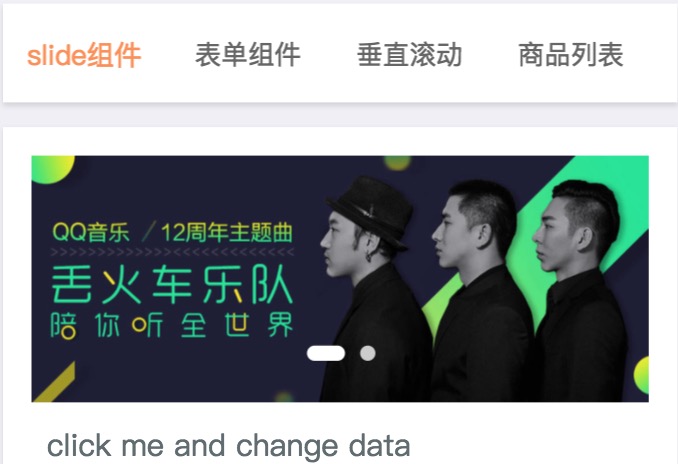 slide组件 表单组件 垂直滚动 商品列表
QQ音乐 / 12周年主题曲
丢火车乐队
陪你听全世界
click me and change data